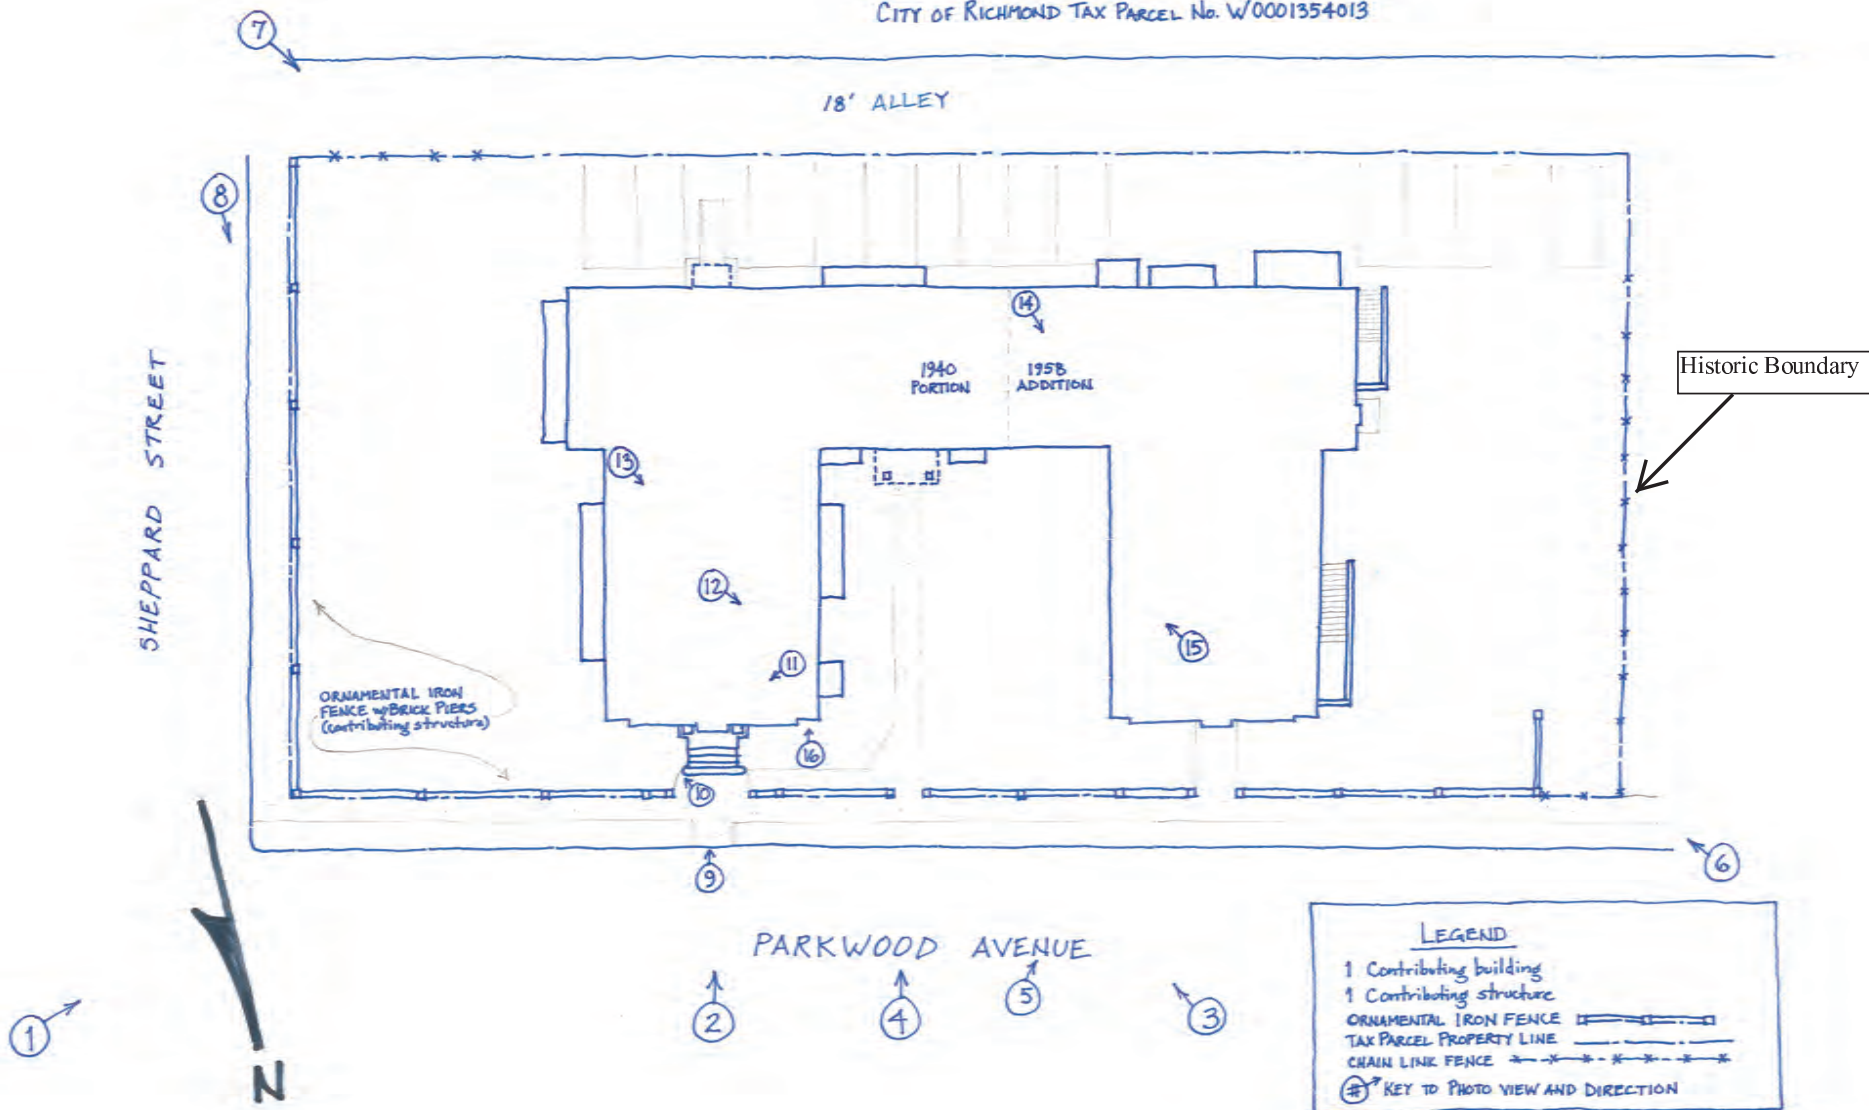 CITY OF RICHMOND TAX PARCEL No. W0001354013
7
18' ALLEY
8
14
1940
PORTION
1958
ADDITION
Historic Boundary
SHEPPARD STREET
13
12
11
15
ORNAMENTAL IRON
FENCE w/BRICK PIERS
(contributing structure)
16
10
9
6
PARKWOOD AVENUE
1
2
4
5
3
N
LEGEND
1 Contributing building
1 Contributing structure
ORNAMENTAL IRON FENCE
TAX PARCEL PROPERTY LINE
CHAIN LINK FENCE
# KEY TO PHOTO VIEW AND DIRECTION